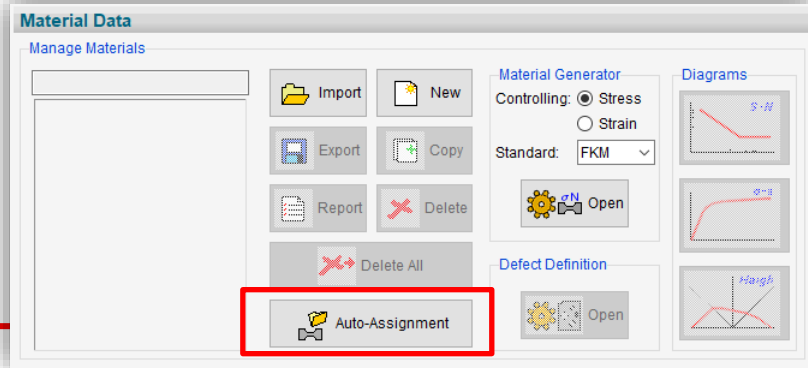 Material Data
Manage Materials
Import
New
Export
Copy
Report
Delete
Delete All
Auto-Assignment
Material Generator
Controlling: Stress
Strain
Standard: FKM
σN Open
Defect Definition
Open
Diagrams
S-N
σ-ε
Haigh